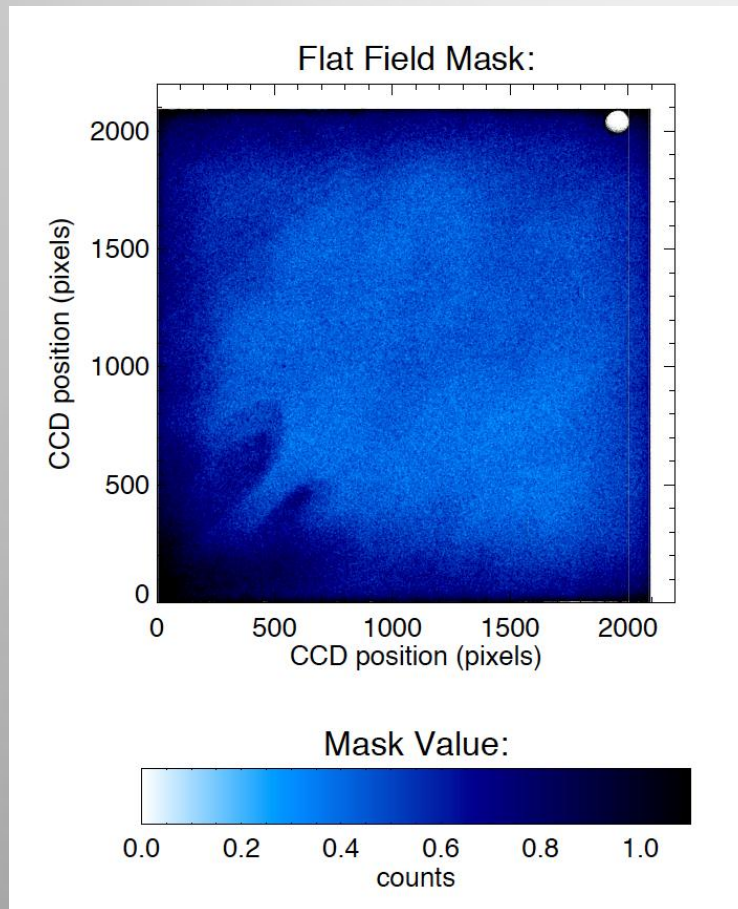 Flat Field Mask:
2000
1500
1000
500
0
CCD position (pixels)
0 500 1000 1500 2000
CCD position (pixels)
Mask Value:
0.0 0.2 0.4 0.6 0.8 1.0
counts